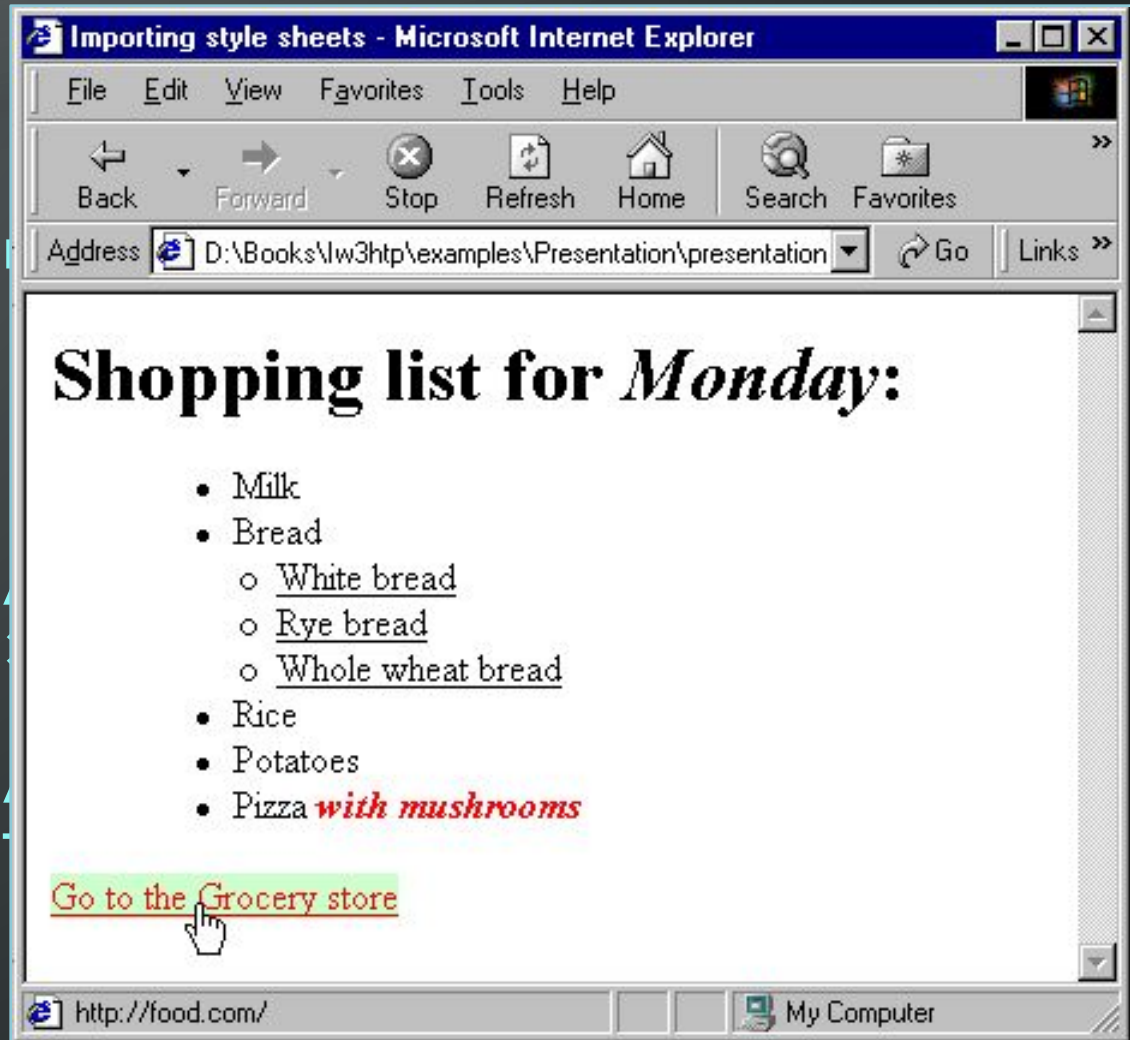 Importing style sheets - Microsoft Internet Explorer
File Edit View Favorites Tools Help
Back Forward Stop Refresh Home Search Favorites »
Address D:\Books\Iw3htp\examples\Presentation\presentation Go Links »
Shopping list for Monday:
• Milk
• Bread
o White bread
o Rye bread
o Whole wheat bread
• Rice
• Potatoes
• Pizza with mushrooms
Go to the Grocery store
http://food.com/ My Computer